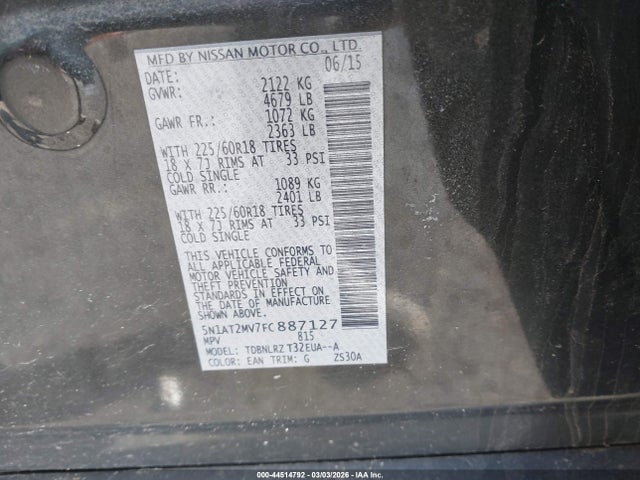 MFD BY NISSAN MOTOR CO., LTD.
DATE: 06/15
GVWR: 2122 KG
4679 LB
GAWR FR.: 1072 KG
2363 LB
WITH 225/60R18 TIRES
18 X 7J RIMS AT 33 PSI
COLD SINGLE
GAWR RR.: 1089 KG
2401 LB
WITH 225/60R18 TIRES
18 X 7J RIMS AT 33 PSI
COLD SINGLE
THIS VEHICLE CONFORMS TO
ALL APPLICABLE FEDERAL
MOTOR VEHICLE SAFETY AND
THEFT PREVENTION
STANDARDS IN EFFECT ON
THE DATE OF MANUFACTURE
SHOWN ABOVE.
5N1AT2MV7FC887127
MPV 815
MODEL: TDBNLRZ T32EUA--A
COLOR: EAN TRIM: G ZS30A
000-44514792 - 03/03/2026 - IAA Inc.